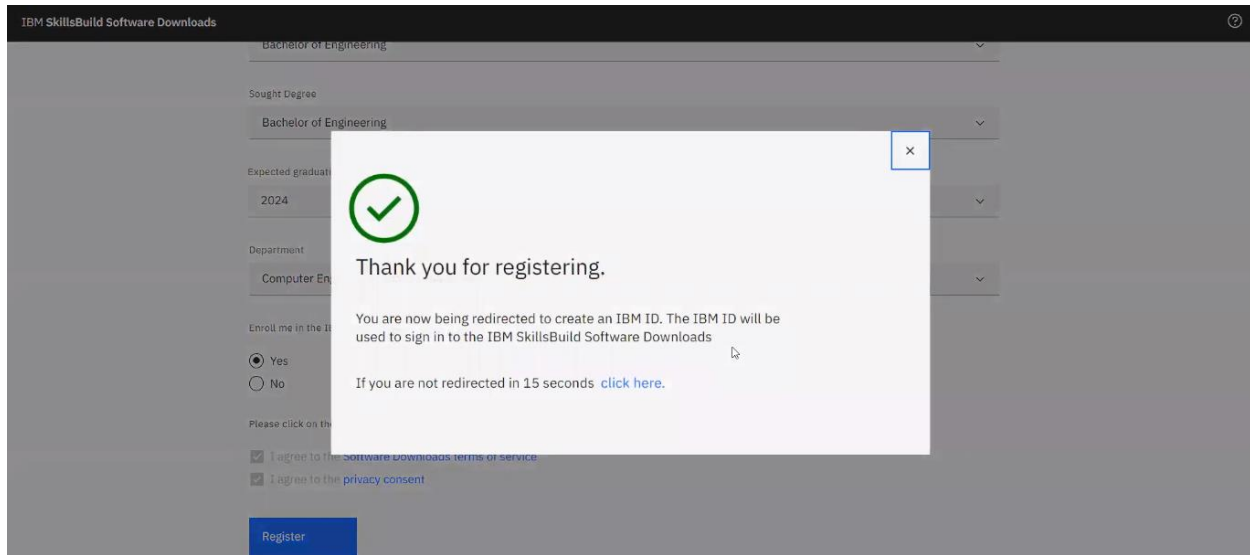 IBM SkillsBuild Software Downloads
Bachelor of Engineering
Sought Degree
Bachelor of Engineering
Expected
2024
Department
Computer
Enroll me in the
Yes
No
Please click on
I agree to the Software Downloads terms of service
I agree to the privacy consent
Register
Thank you for registering.
You are now being redirected to create an IBM ID. The IBM ID will be
used to sign in to the IBM SkillsBuild Software Downloads
If you are not redirected in 15 seconds click here.